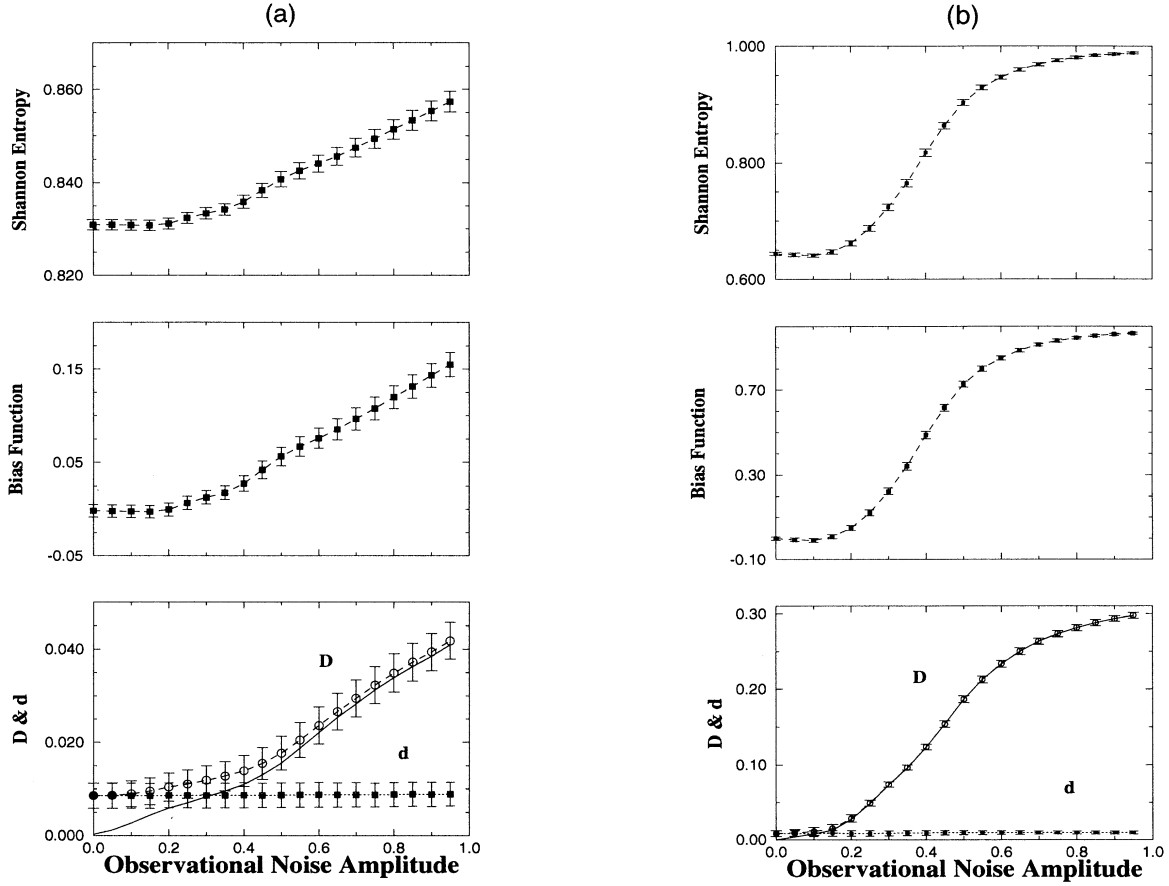 (a)
Shannon Entropy
0.860
0.840
0.820
Bias Function
0.15
0.05
-0.05
D & d
0.040
0.020
0.000
D
d
0.0 0.2 0.4 0.6 0.8 1.0
Observational Noise Amplitude
(b)
Shannon Entropy
1.000
0.800
0.600
Bias Function
0.70
0.30
-0.10
D & d
0.30
0.20
0.10
0.00
D
d
0.0 0.2 0.4 0.6 0.8 1.0
Observational Noise Amplitude